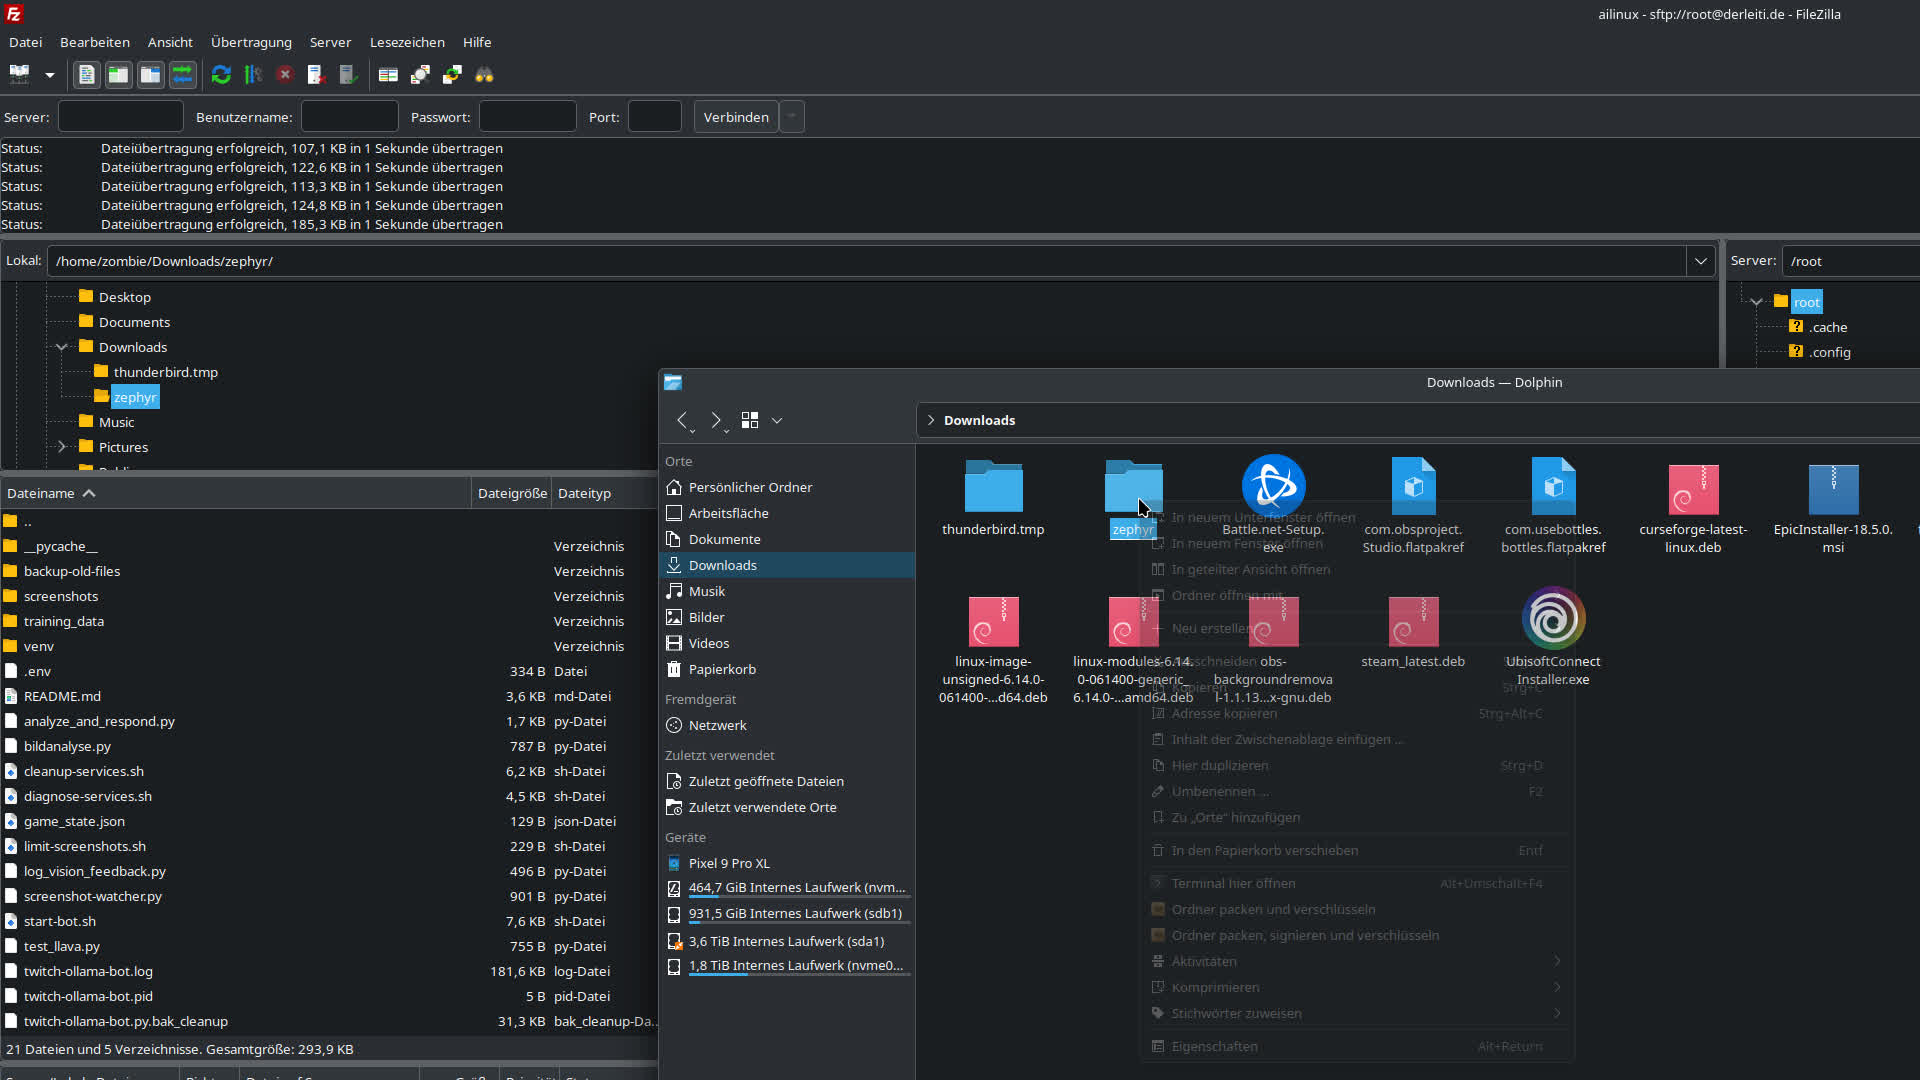 ailinux - sftp://root@derleiti.de - FileZilla
Datei Bearbeiten Ansicht Übertragung Server Lesezeichen Hilfe
Server: Benutzername: Passwort: Port: Verbinden
Status: Dateiübertragung erfolgreich, 107,1 KB in 1 Sekunde übertragen
Status: Dateiübertragung erfolgreich, 122,6 KB in 1 Sekunde übertragen
Status: Dateiübertragung erfolgreich, 113,3 KB in 1 Sekunde übertragen
Status: Dateiübertragung erfolgreich, 124,8 KB in 1 Sekunde übertragen
Status: Dateiübertragung erfolgreich, 185,3 KB in 1 Sekunde übertragen
Lokal: /home/zombie/Downloads/zephyr/
Desktop
Documents
Downloads
thunderbird.tmp
zephyr
Music
Pictures
Server: /root
root
.cache
.config
Dateiname Dateigröße Dateityp
..
__pycache__ Verzeichnis
backup-old-files Verzeichnis
screenshots Verzeichnis
training_data Verzeichnis
venv Verzeichnis
.env 334 B Datei
README.md 3,6 KB md-Datei
analyze_and_respond.py 1,7 KB py-Datei
bildanalyse.py 787 B py-Datei
cleanup-services.sh 6,2 KB sh-Datei
diagnose-services.sh 4,5 KB sh-Datei
game_state.json 129 B json-Datei
limit-screenshots.sh 229 B sh-Datei
log_vision_feedback.py 496 B py-Datei
screenshot-watcher.py 901 B py-Datei
start-bot.sh 7,6 KB sh-Datei
test_llava.py 755 B py-Datei
twitch-ollama-bot.log 181,6 KB log-Datei
twitch-ollama-bot.pid 5 B pid-Datei
twitch-ollama-bot.py.bak_cleanup 31,3 KB bak_cleanup-Da...
21 Dateien und 5 Verzeichnisse. Gesamtgröße: 293,9 KB
Downloads — Dolphin
Downloads
Orte
Persönlicher Ordner
Arbeitsfläche
Dokumente
Downloads
Musik
Bilder
Videos
Papierkorb
Fremdgerät
Netzwerk
Zuletzt verwendet
Zuletzt geöffnete Dateien
Zuletzt verwendete Orte
Geräte
Pixel 9 Pro XL
464,7 GiB Internes Laufwerk (nvm...
931,5 GiB Internes Laufwerk (sdb1)
3,6 TiB Internes Laufwerk (sda1)
1,8 TiB Internes Laufwerk (nvme0...
thunderbird.tmp
zephyr
Battle.net-Setup.
exe
com.obsproject.
Studio.flatpakref
com.usebottles.
bottles.flatpakref
curseforge-latest-
linux.deb
EpicInstaller-18.5.0.
msi
linux-image-
unsigned-6.14.0-
061400-...d64.deb
linux-modules-6.14.
0-061400-generic_
6.14.0-...amd64.deb
obs-
backgroundremova
l-1.1.13...x-gnu.deb
steam_latest.deb
UbisoftConnect
Installer.exe
In neuem Unterfenster öffnen
In neuem Fenster öffnen
In geteilter Ansicht öffnen
Ordner öffnen mit
Neu erstellen
Ausschneiden
Kopieren Strg+C
Adresse kopieren Strg+Alt+C
Inhalt der Zwischenablage einfügen ...
Hier duplizieren Strg+D
Umbenennen ... F2
Zu „Orte“ hinzufügen
In den Papierkorb verschieben Entf
Terminal hier öffnen Alt+Umschalt+F4
Ordner packen und verschlüsseln
Ordner packen, signieren und verschlüsseln
Aktivitäten
Komprimieren
Stichwörter zuweisen
Eigenschaften Alt+Return